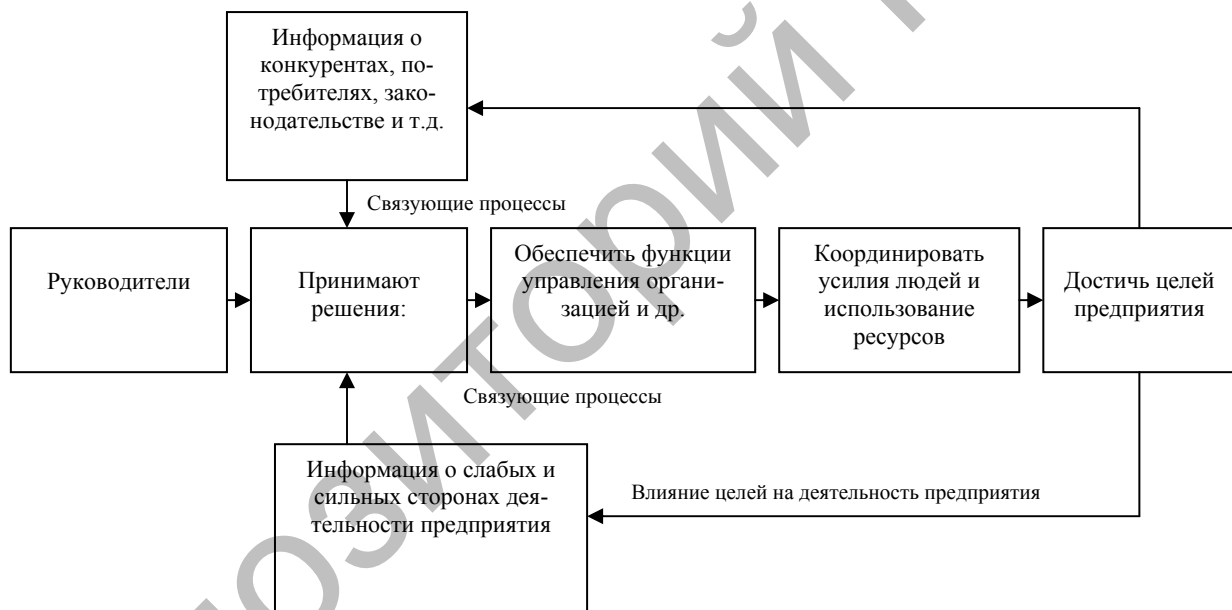 Информация о
конкурентах, по-
требителях, зако-
нодательстве и т.д.
Связующие процессы
Руководители
Принимают
решения:
Обеспечить функции
управления органи-
зацией и др.
Координировать
усилия людей и
использование
ресурсов
Достичь целей
предприятия
Связующие процессы
Информация о слабых и
сильных сторонах дея-
тельности предприятия
Влияние целей на деятельность предприятия
озиторий